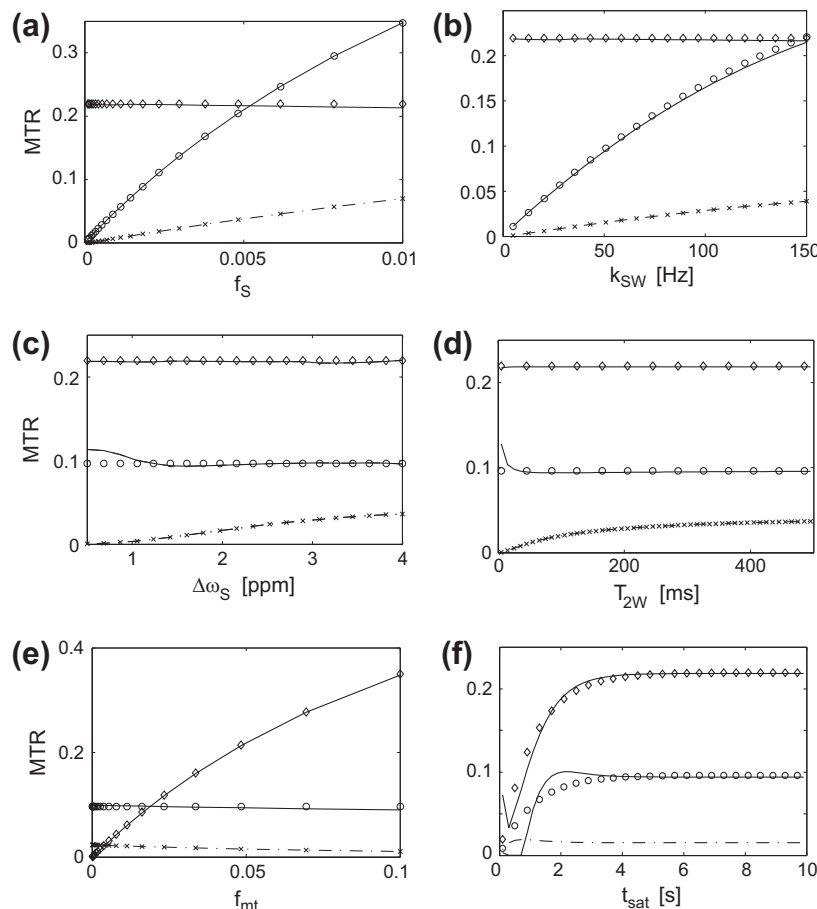 (a)
MTR
0.3
0.2
0.1
0
0
0.005
0.01
f_S
(b)
0.2
0.15
0.1
0.05
0
0
50
100
150
k_SW [Hz]
(c)
MTR
0.2
0.1
0
1
2
3
4
Δω_S [ppm]
(d)
0.2
0.1
0
0
200
400
T_2W [ms]
(e)
MTR
0.4
0.2
0
0
0.05
0.1
f_mt
(f)
0.2
0.1
0
0
2
4
6
8
10
t_sat [s]